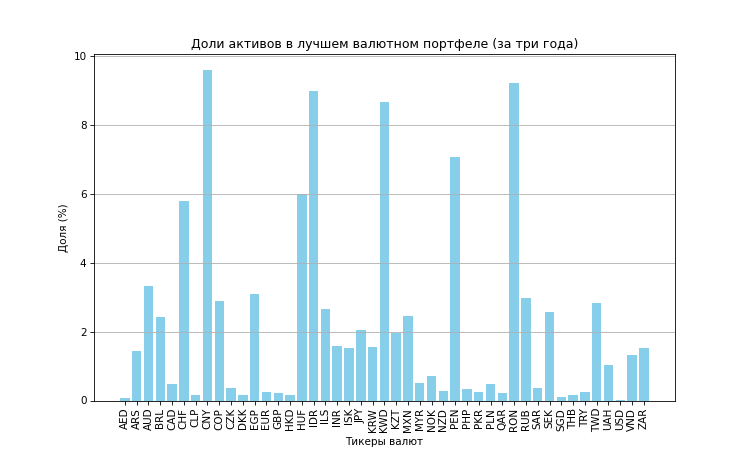 Доли активов в лучшем валютном портфеле (за три года)
Доля (%)
10
8
6
4
2
0
AED ARS AUD BRL CAD CHF CLP CNY COP CZK DKK EGP EUR GBP HKD HUF IDR ILS INR ISK JPY KRW KWD KZT MXN MYR NOK NZD PEN PHP PKR PLN QAR RON RUB SAR SEK SGD THB TRY TWD UAH USD VND ZAR
Тикеры валют